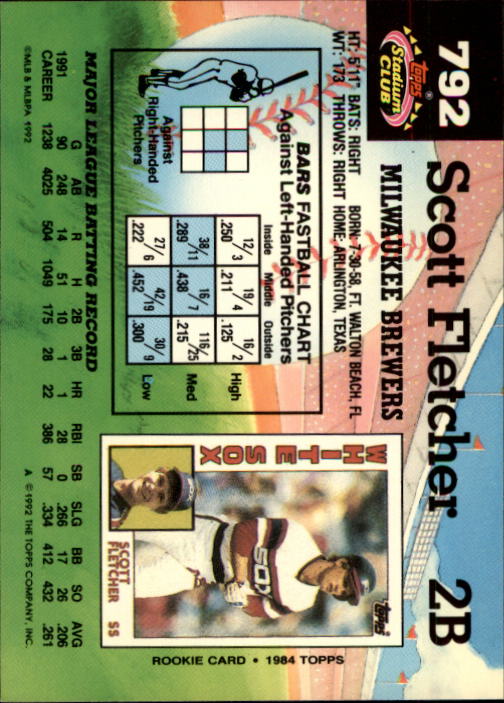 792
Topps®
Stadium
CLUB
Scott Fletcher 2B
MILWAUKEE BREWERS
HT: 5'11" BATS: RIGHT BORN: 7-30-58, FT. WALTON BEACH, FL
WT: 173 THROWS: RIGHT HOME: ARLINGTON, TEXAS
BARS FASTBALL CHART
Against Left-Handed Pitchers
Inside Middle Outside
12/3 19/4 16/2
.250 .211 .125 High
38/11 16/7 116/25
.289 .438 .215 Med
27/6 42/19 30/9
.222 .452 .300 Low
Against
Right-Handed
Pitchers
WHITE SOX
Topps
SOX
SCOTT
FLETCHER SS
ROOKIE CARD • 1984 TOPPS
MAJOR LEAGUE BATTING RECORD
G AB R H 2B 3B HR RBI SB SLG BB SO AVG
1991 90 248 14 51 10 1 1 28 0 .266 17 26 .206
CAREER 1238 4025 504 1049 175 28 22 386 57 .334 412 432 .261
©MLB & MLBPA 1992 A © 1992 THE TOPPS COMPANY, INC.